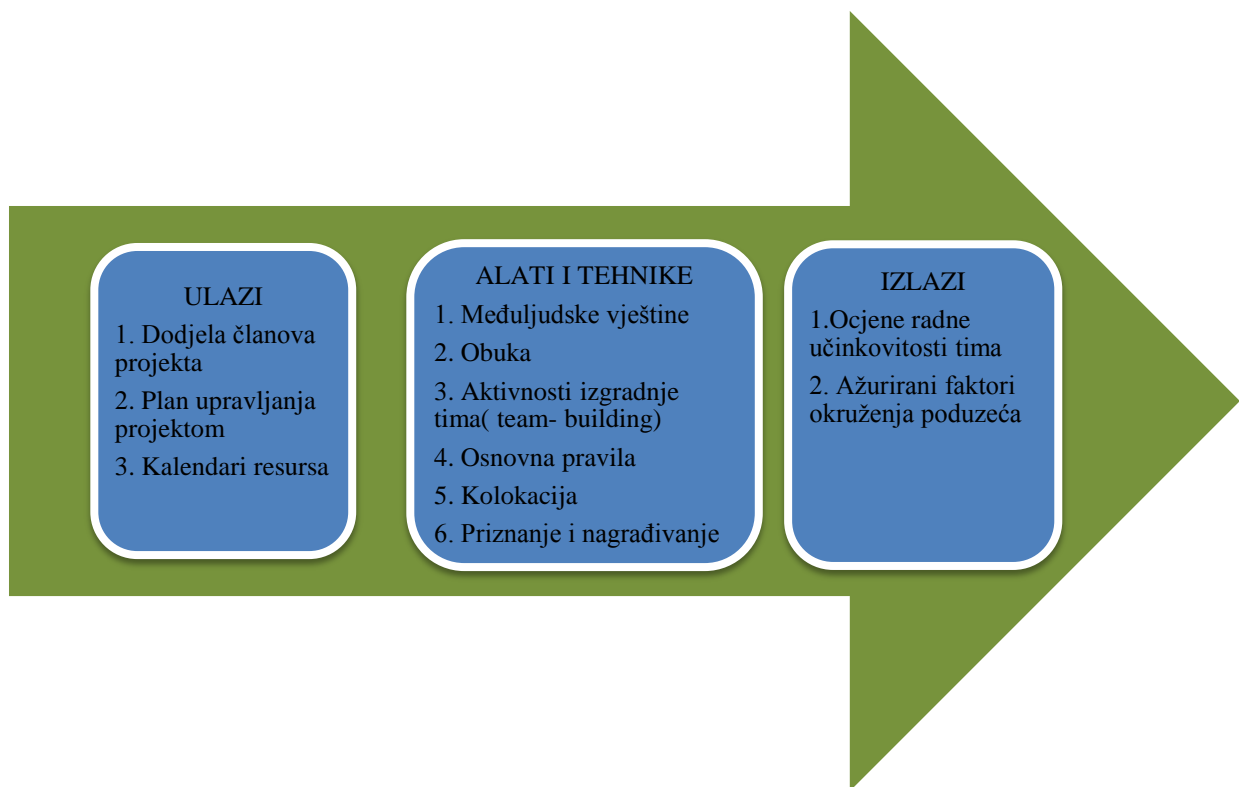 ULAZI
1. Dodjela članova
projekta
2. Plan upravljanja
projektom
3. Kalendari resursa
ALATI I TEHNIKE
1. Međuljudske vještine
2. Obuka
3. Aktivnosti izgradnje
tima( team- building)
4. Osnovna pravila
5. Kolokacija
6. Priznanje i nagrađivanje
IZLAZI
1.Ocjene radne
učinkovitosti tima
2. Ažurirani faktori
okruženja poduzeća